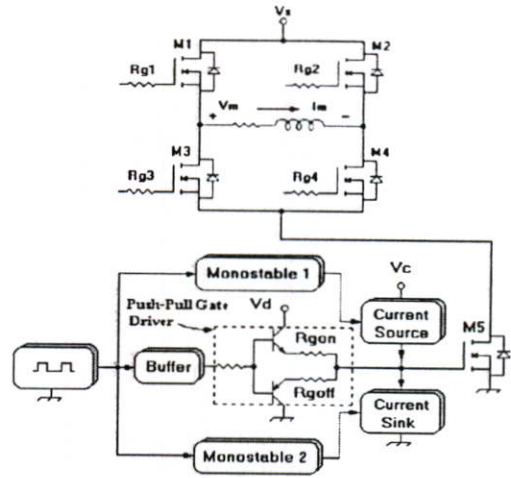 Vs
M1
M2
Rg1
Rg2
+ Vm
Im -
M3
M4
Rg3
Rg4
Monostable 1
Vc
Push-Pull Gate
Driver
Vd
Current
Source
M5
Rgon
Buffer
Rgoff
Current
Sink
Monostable 2